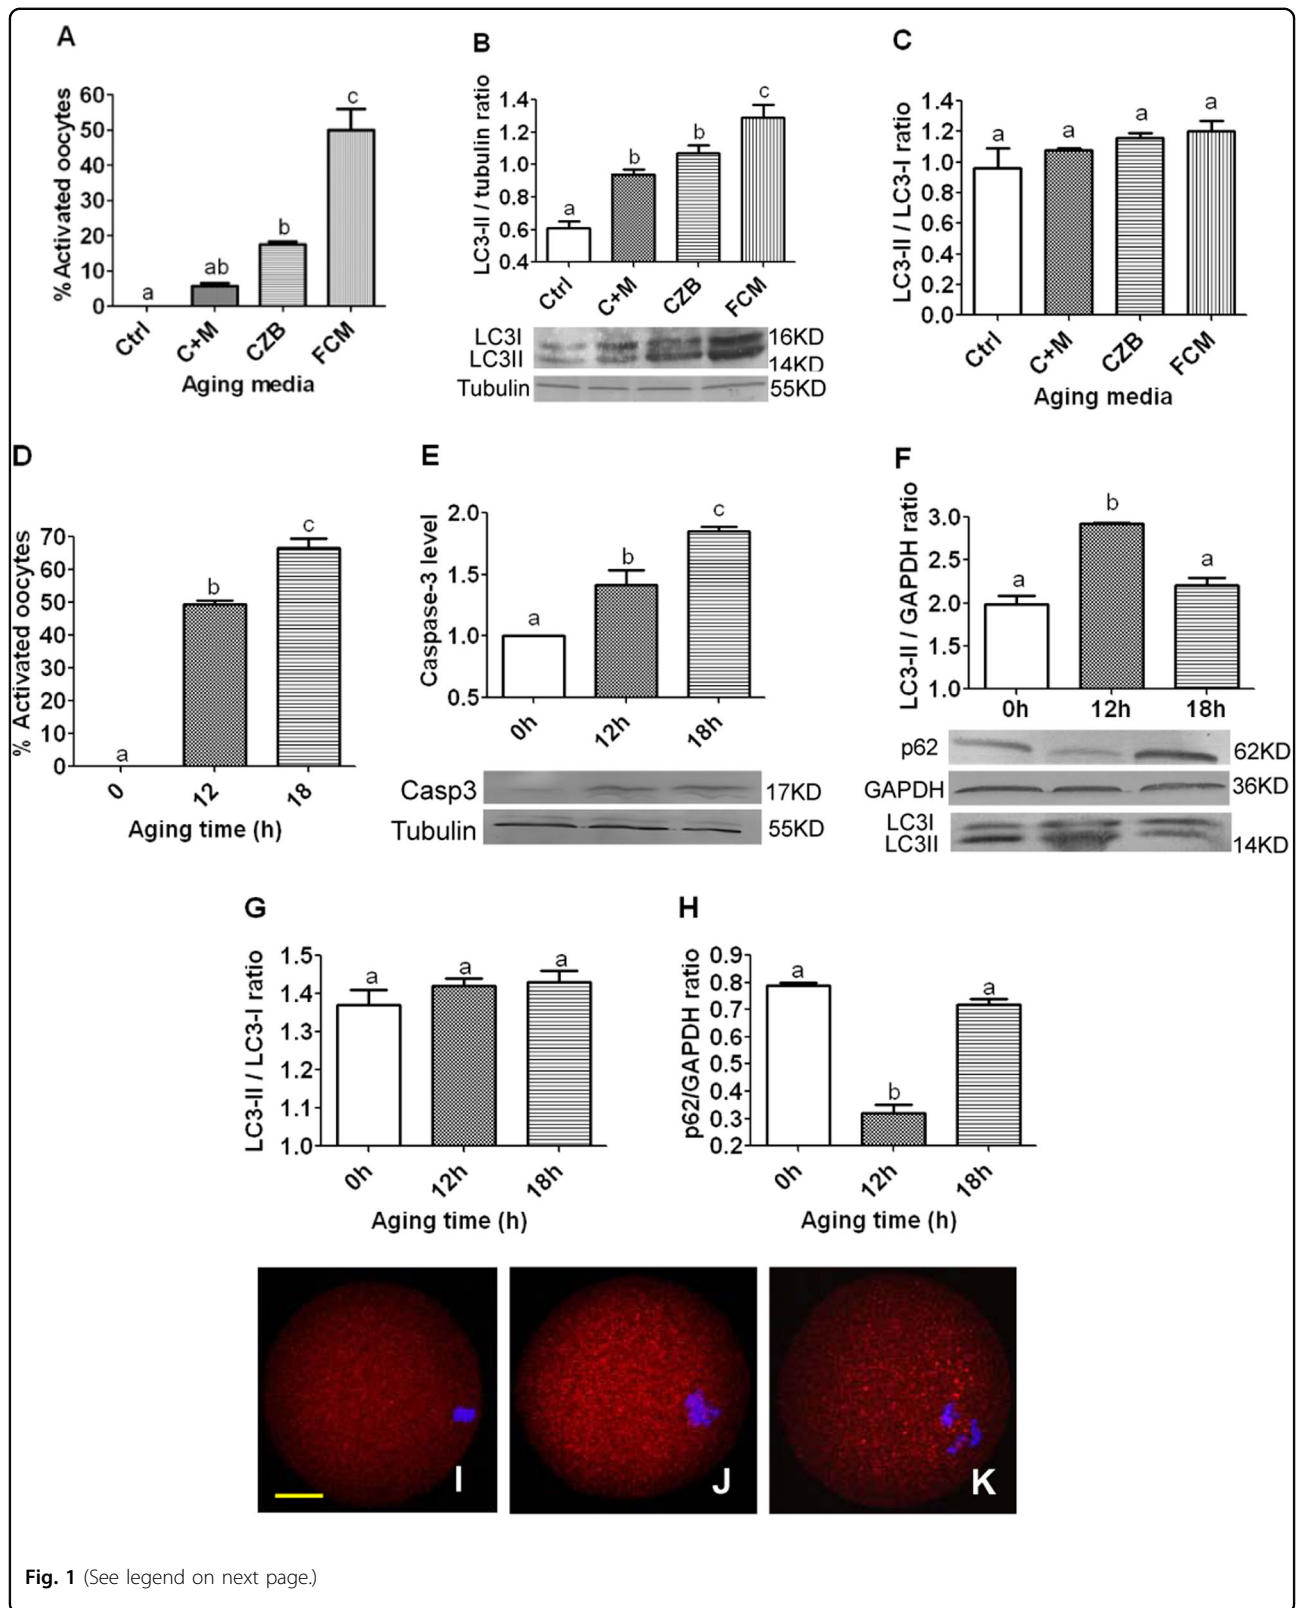 A
% Activated oocytes
60
50
40
30
20
10
0
a
ab
b
c
Ctrl
C+M
CZB
FCM
Aging media
B
LC3-II / tubulin ratio
1.4
1.2
1.0
0.8
0.6
0.4
a
b
b
c
Ctrl
C+M
CZB
FCM
LC3I
LC3II
16KD
14KD
Tubulin
55KD
C
LC3-II / LC3-I ratio
1.4
1.2
1.0
0.8
0.6
0.4
0.2
0.0
a
a
a
a
Ctrl
C+M
CZB
FCM
Aging media
D
% Activated oocytes
70
60
50
40
30
20
10
0
a
b
c
0
12
18
Aging time (h)
E
Caspase-3 level
2.0
1.5
1.0
0.5
a
b
c
0h
12h
18h
Casp3
17KD
Tubulin
55KD
F
LC3-II / GAPDH ratio
3.0
2.5
2.0
1.5
1.0
a
b
a
0h
12h
18h
p62
62KD
GAPDH
36KD
LC3I
LC3II
14KD
G
LC3-II / LC3-I ratio
1.5
1.4
1.3
1.2
1.1
1.0
a
a
a
0h
12h
18h
Aging time (h)
H
p62/GAPDH ratio
0.9
0.8
0.7
0.6
0.5
0.4
0.3
0.2
a
b
a
0h
12h
18h
Aging time (h)
I
J
K
Fig. 1 (See legend on next page.)